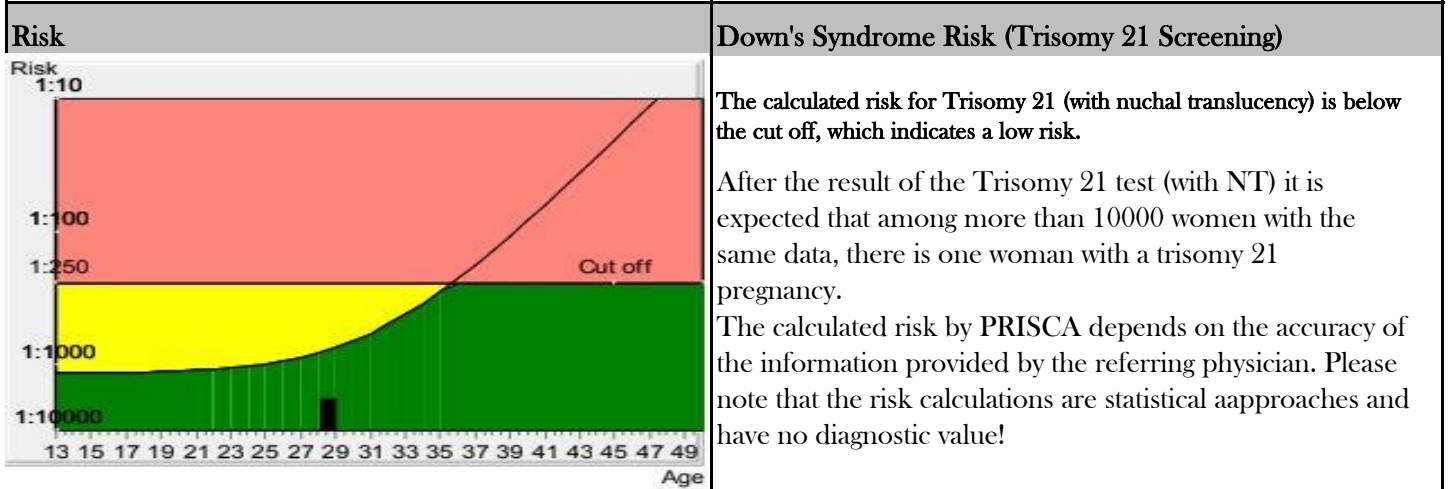 Risk
Down's Syndrome Risk (Trisomy 21 Screening)
Risk
1:10
1:100
1:250
Cut off
1:1000
1:10000
13 15 17 19 21 23 25 27 29 31 33 35 37 39 41 43 45 47 49
Age
The calculated risk for Trisomy 21 (with nuchal translucency) is below
the cut off, which indicates a low risk.
After the result of the Trisomy 21 test (with NT) it is
expected that among more than 10000 women with the
same data, there is one woman with a trisomy 21
pregnancy.
The calculated risk by PRISCA depends on the accuracy of
the information provided by the referring physician. Please
note that the risk calculations are statistical aapproaches and
have no diagnostic value!